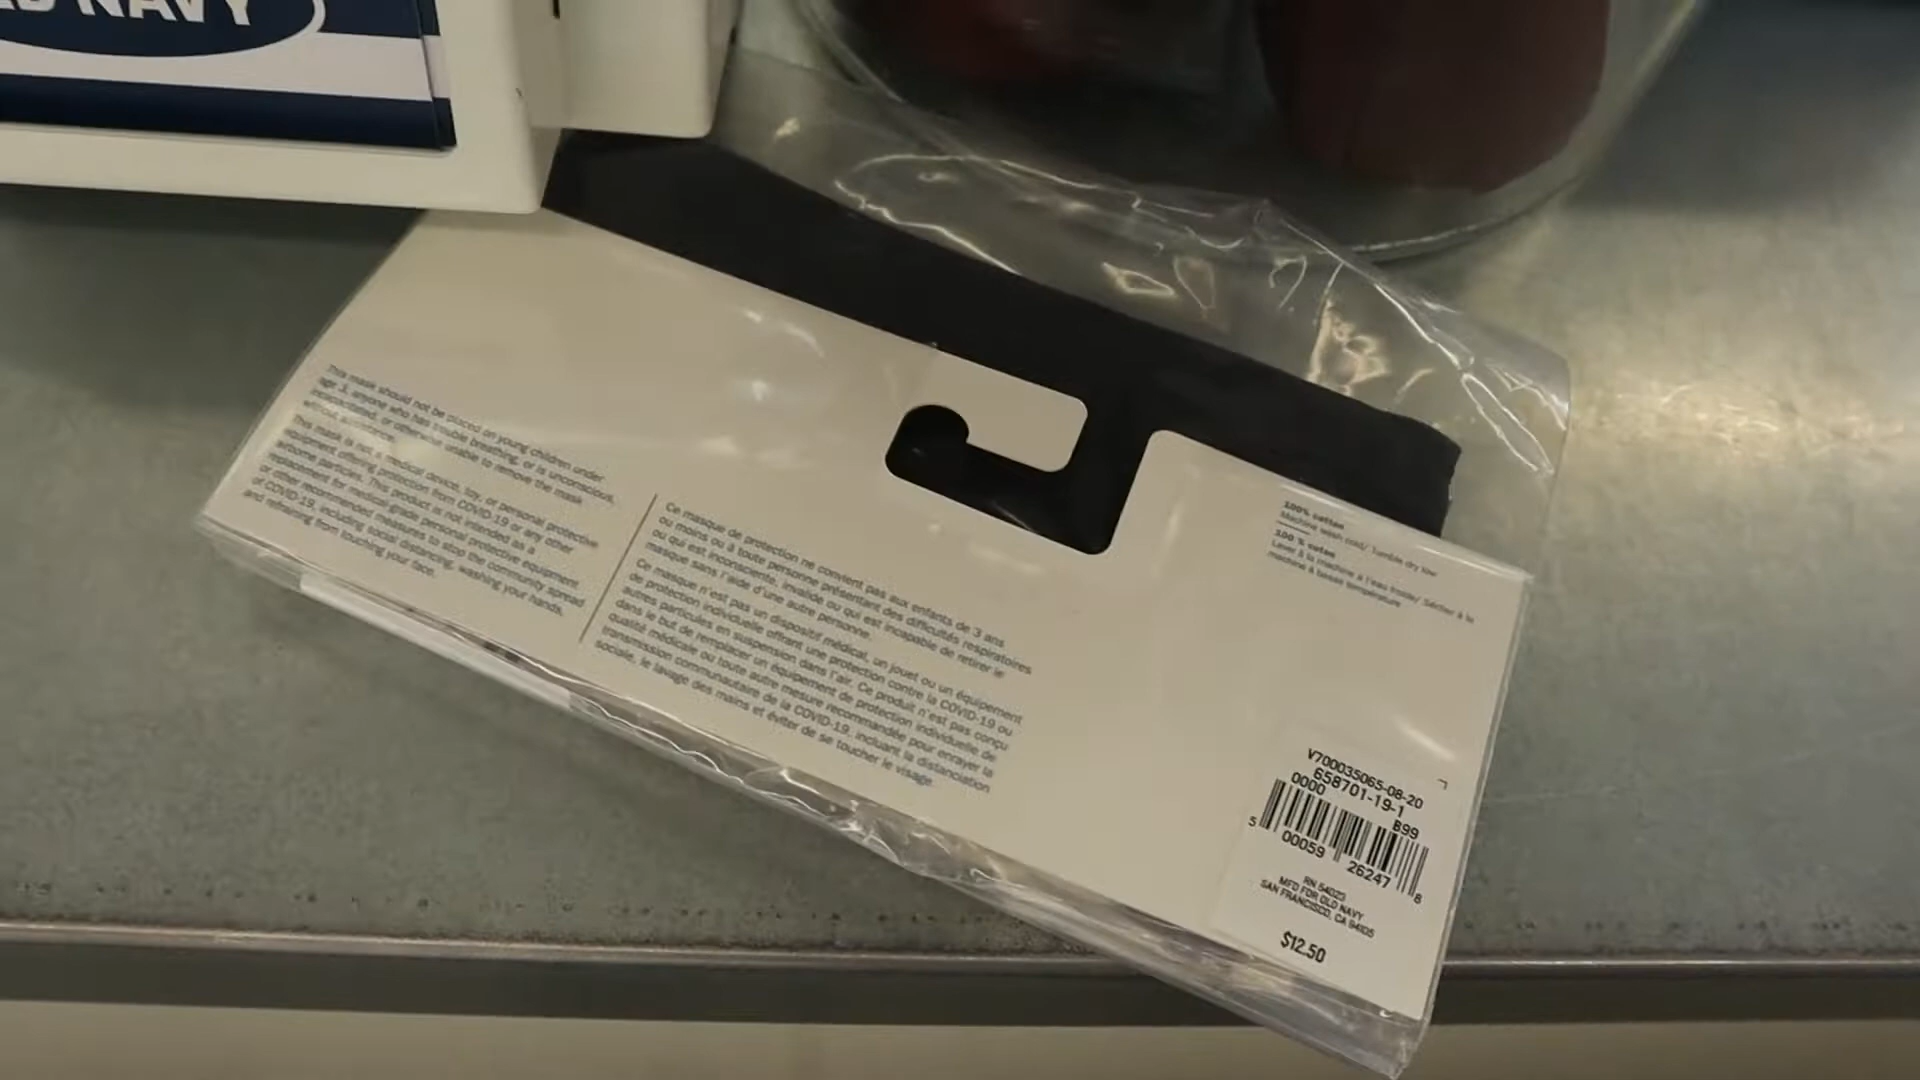 OLD NAVY
This mask should not be placed on young children under
age 3, anyone who has trouble breathing, or is unconscious,
incapacitated, or otherwise unable to remove the mask
without assistance.
This mask is not a medical device, toy, or personal protective
equipment offering protection from COVID-19 or any other
airborne particles. This product is not intended as a
replacement for medical grade personal protective equipment
or other recommended measures to stop the community spread
of COVID-19, including social distancing, washing your hands,
and refraining from touching your face.
Ce masque de protection ne convient pas aux enfants de 3 ans
ou moins ou à toute personne présentant des difficultés respiratoires
ou qui est inconsciente, invalide ou qui est incapable de retirer le
masque sans l'aide d'une autre personne.
Ce masque n'est pas un dispositif médical, un jouet ou un équipement
de protection individuelle offrant une protection contre la COVID-19 ou
autres particules en suspension dans l'air. Ce produit n'est pas conçu
dans le but de remplacer un équipement de protection individuelle de
qualité médicale ou toute autre mesure recommandée pour enrayer la
transmission communautaire de la COVID-19, incluant la distanciation
sociale, le lavage des mains et éviter de se toucher le visage.
100% cotton
Machine wash cold/ Tumble dry low
100 % coton
Laver à la machine à l'eau froide/ Sécher à la
machine à basse température
V700035065-08-20
658701-19-1
0000 B99
5 00059 26247 8
RN 54023
MFD FOR OLD NAVY
SAN FRANCISCO, CA 94105
$12.50